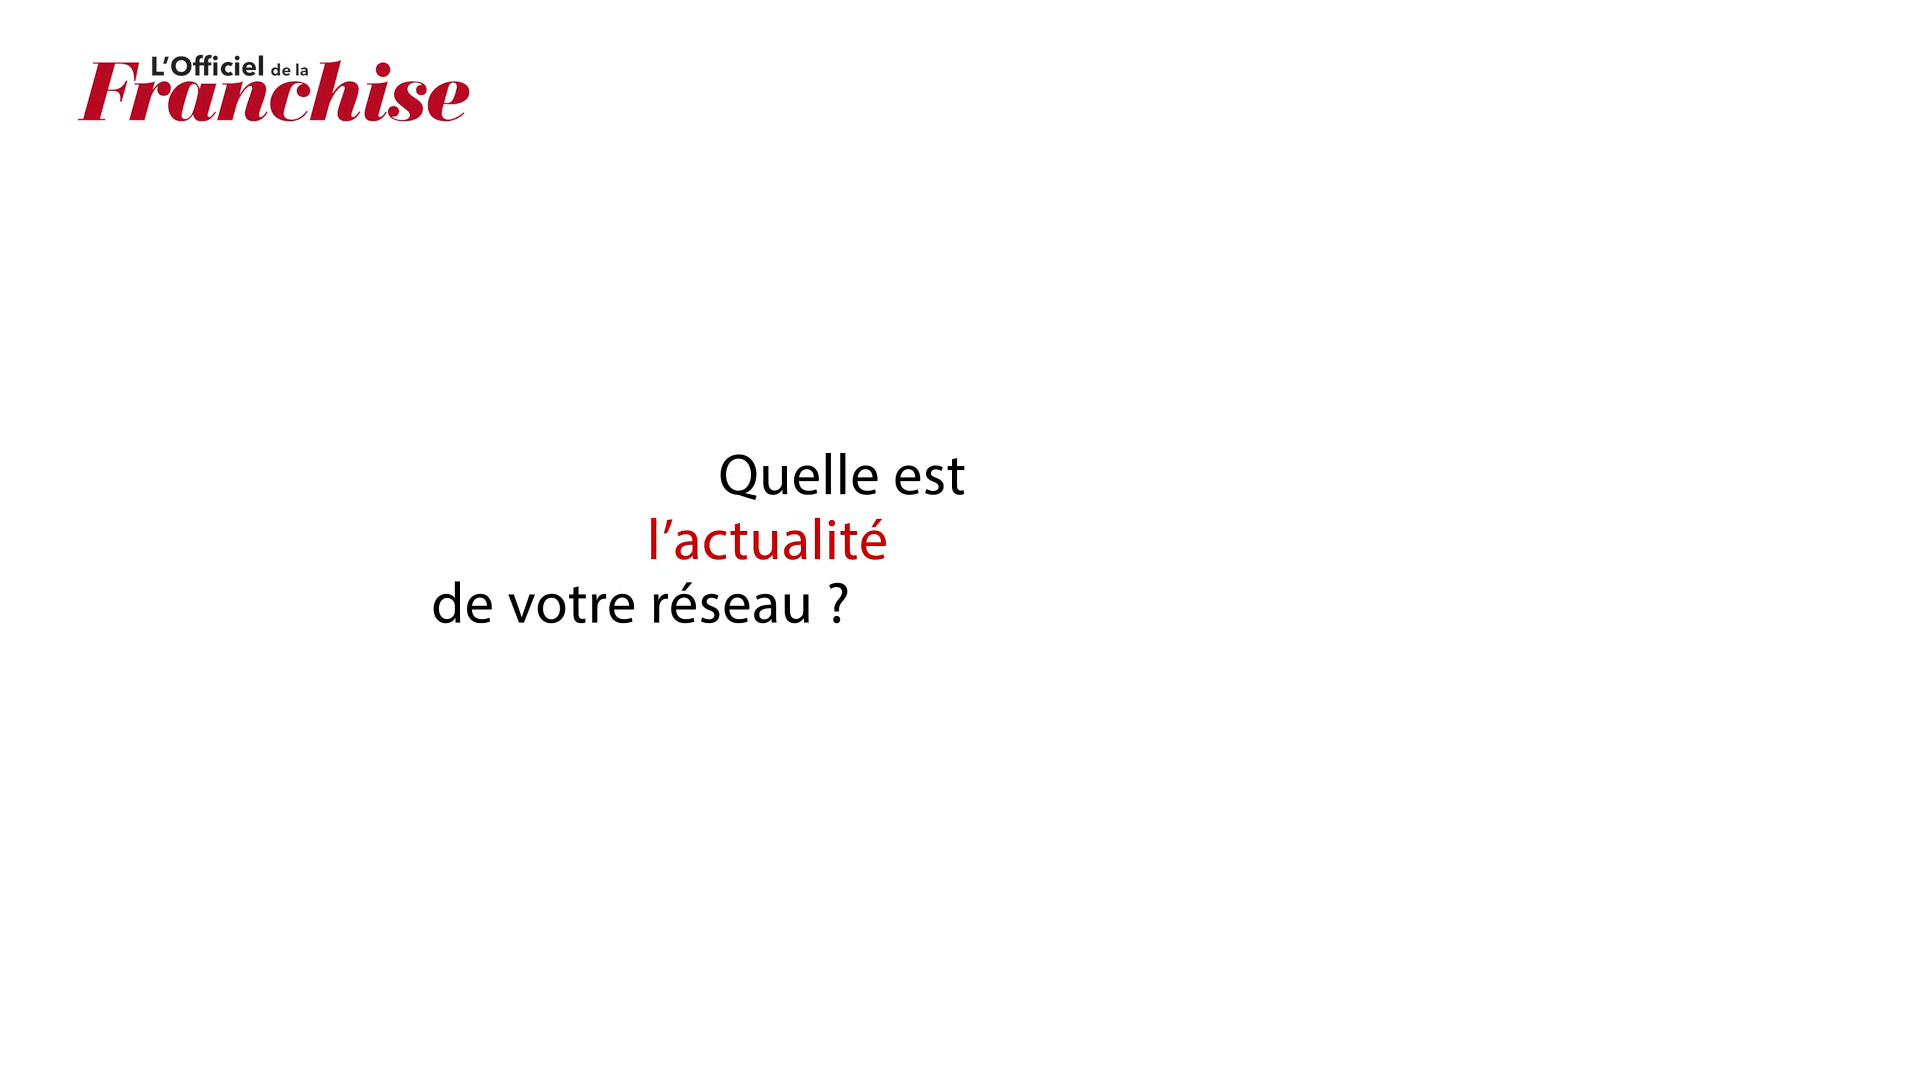 L’Officiel de la
Franchise
Quelle est
l’actualité
de votre réseau ?